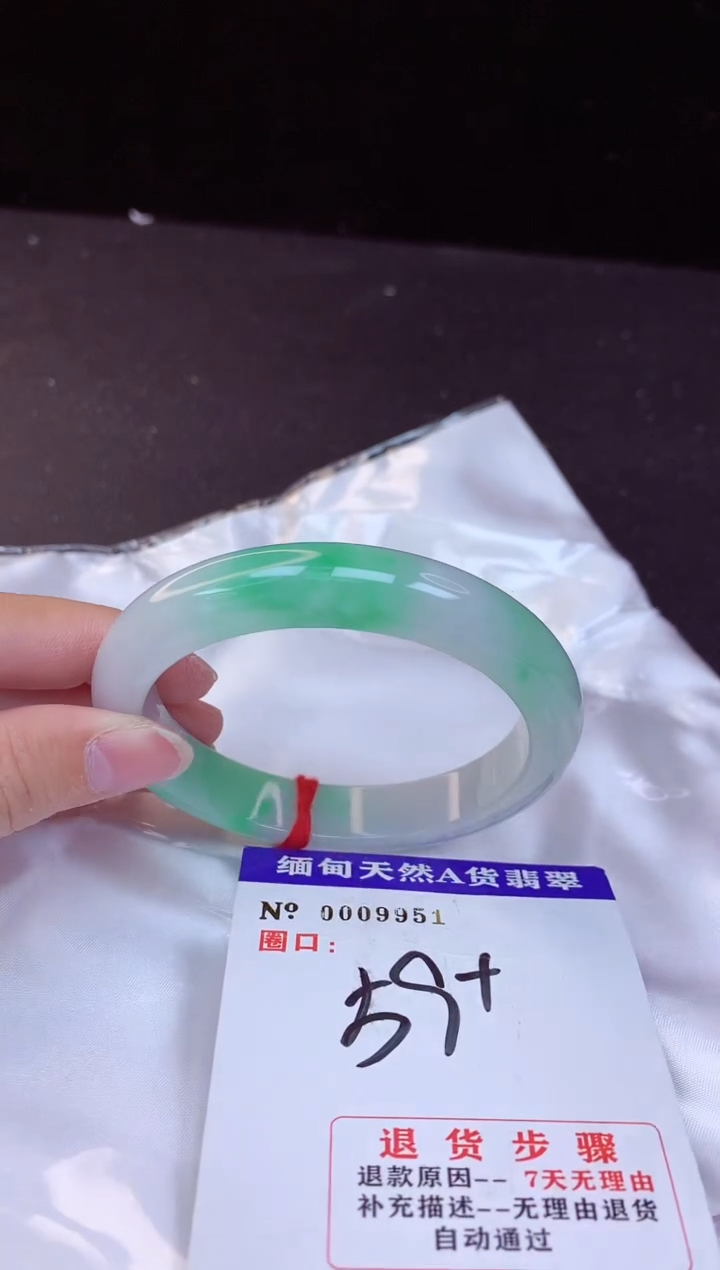 缅甸天然A货翡翠
Nº 0009951
圈口:
59+
退货步骤
退款原因--7天无理由
补充描述--无理由退货
自动通过